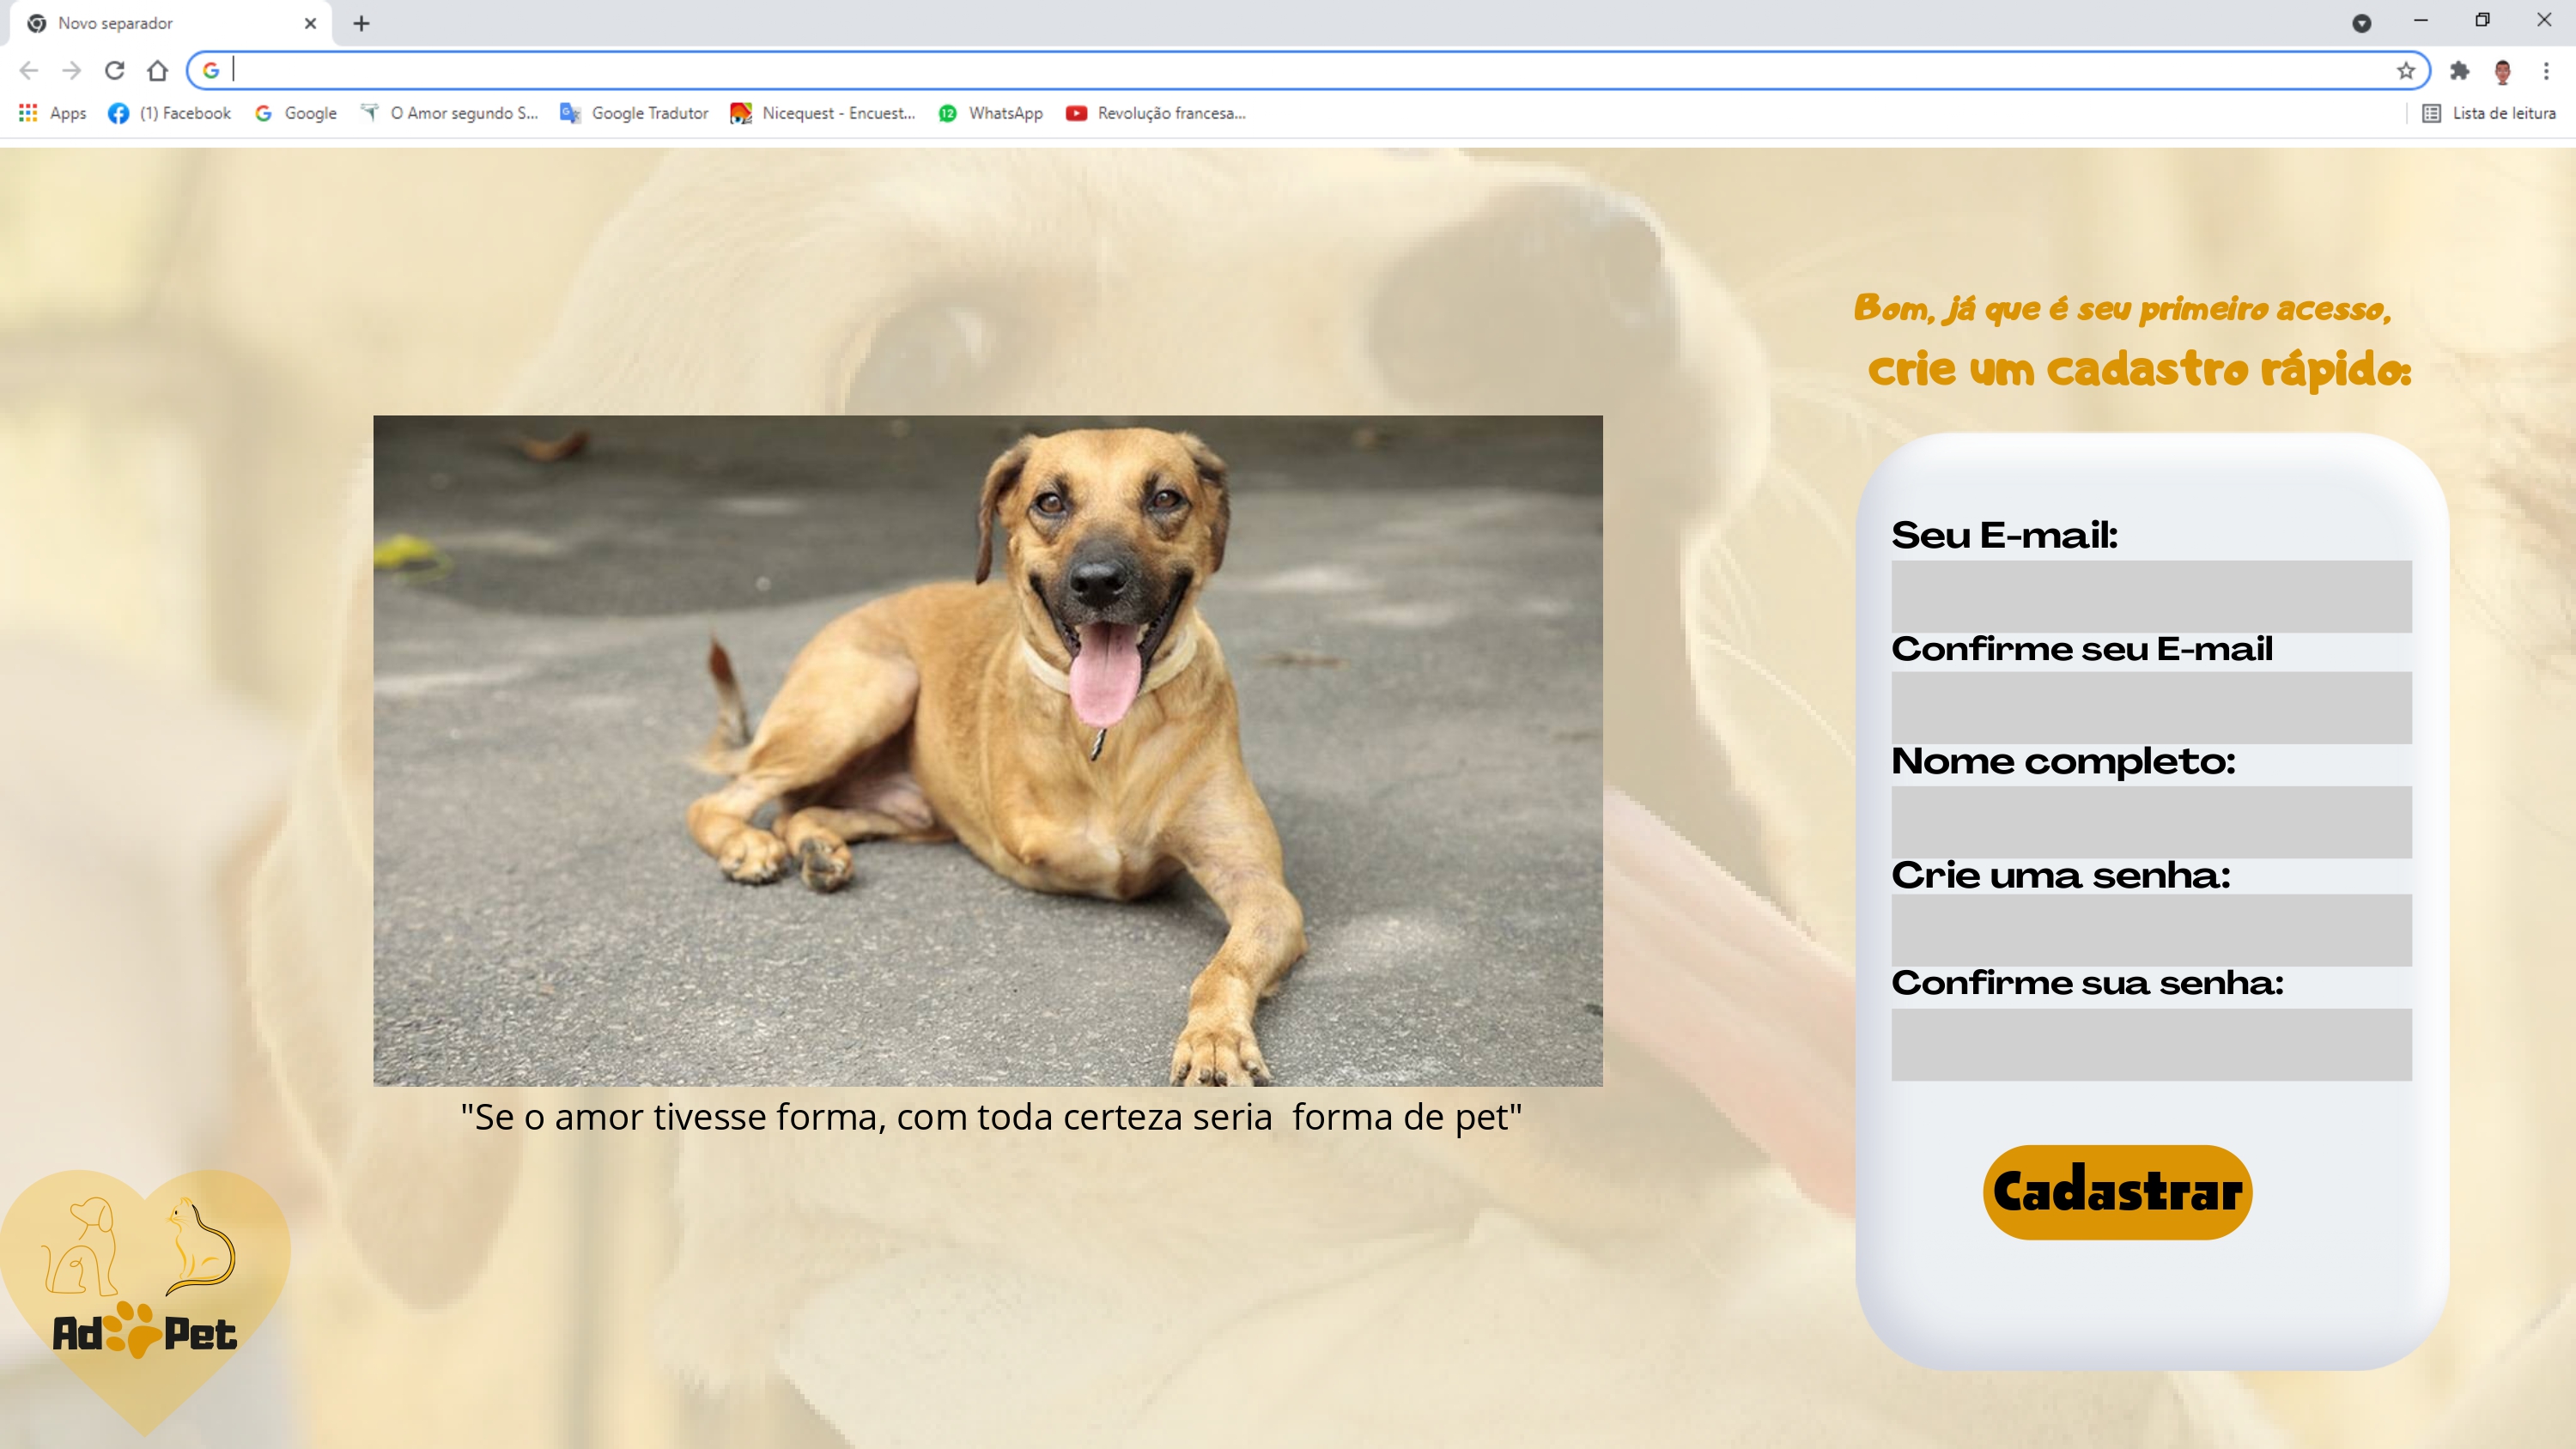 Novo separador
Apps (1) Facebook Google O Amor segundo S... Google Tradutor Nicequest - Encuest... 12 WhatsApp Revolução francesa... Lista de leitura
Bom, já que é seu primeiro acesso,
crie um cadastro rápido:
Seu E-mail:
Confirme seu E-mail
Nome completo:
Crie uma senha:
Confirme sua senha:
Cadastrar
"Se o amor tivesse forma, com toda certeza seria  forma de pet"
Ad Pet